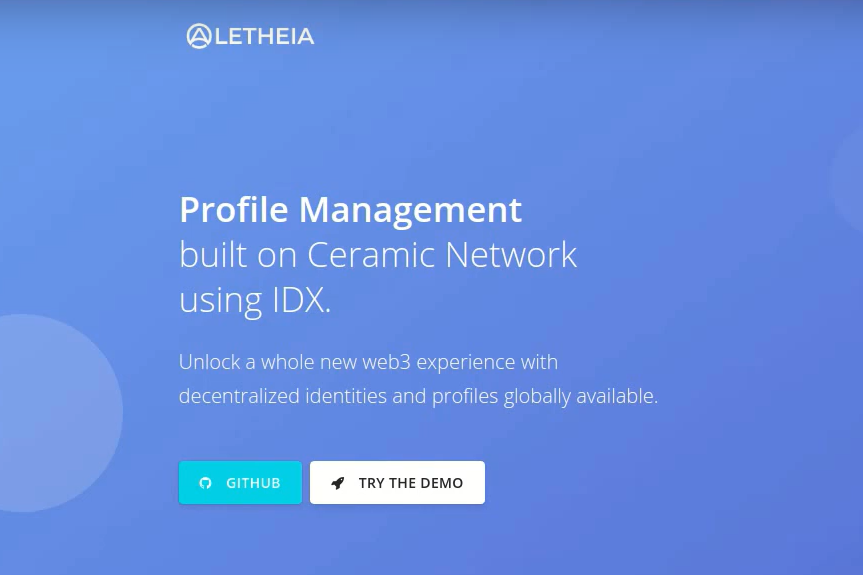 ALETHEIA
Profile Management
built on Ceramic Network
using IDX.
Unlock a whole new web3 experience with
decentralized identities and profiles globally available.
GITHUB
TRY THE DEMO